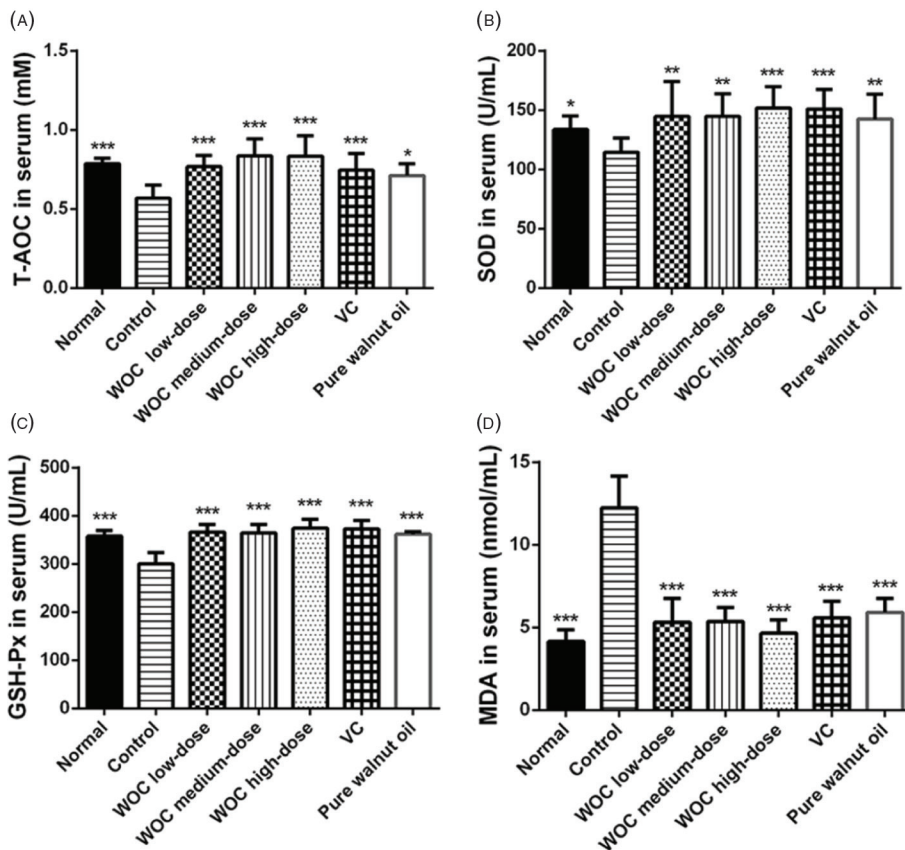 (A)
T-AOC in serum (mM)
1.5
1.0
0.5
0.0
***
***
***
***
***
*
Normal
Control
WOC low-dose
WOC medium-dose
WOC high-dose
VC
Pure walnut oil
(B)
SOD in serum (U/mL)
200
150
100
50
0
*
**
**
***
***
**
Normal
Control
WOC low-dose
WOC medium-dose
WOC high-dose
VC
Pure walnut oil
(C)
GSH-Px in serum (U/mL)
500
400
300
200
100
0
***
***
***
***
***
***
Normal
Control
WOC low-dose
WOC medium-dose
WOC high-dose
VC
Pure walnut oil
(D)
MDA in serum (nmol/mL)
15
10
5
0
***
***
***
***
***
***
Normal
Control
WOC low-dose
WOC medium-dose
WOC high-dose
VC
Pure walnut oil